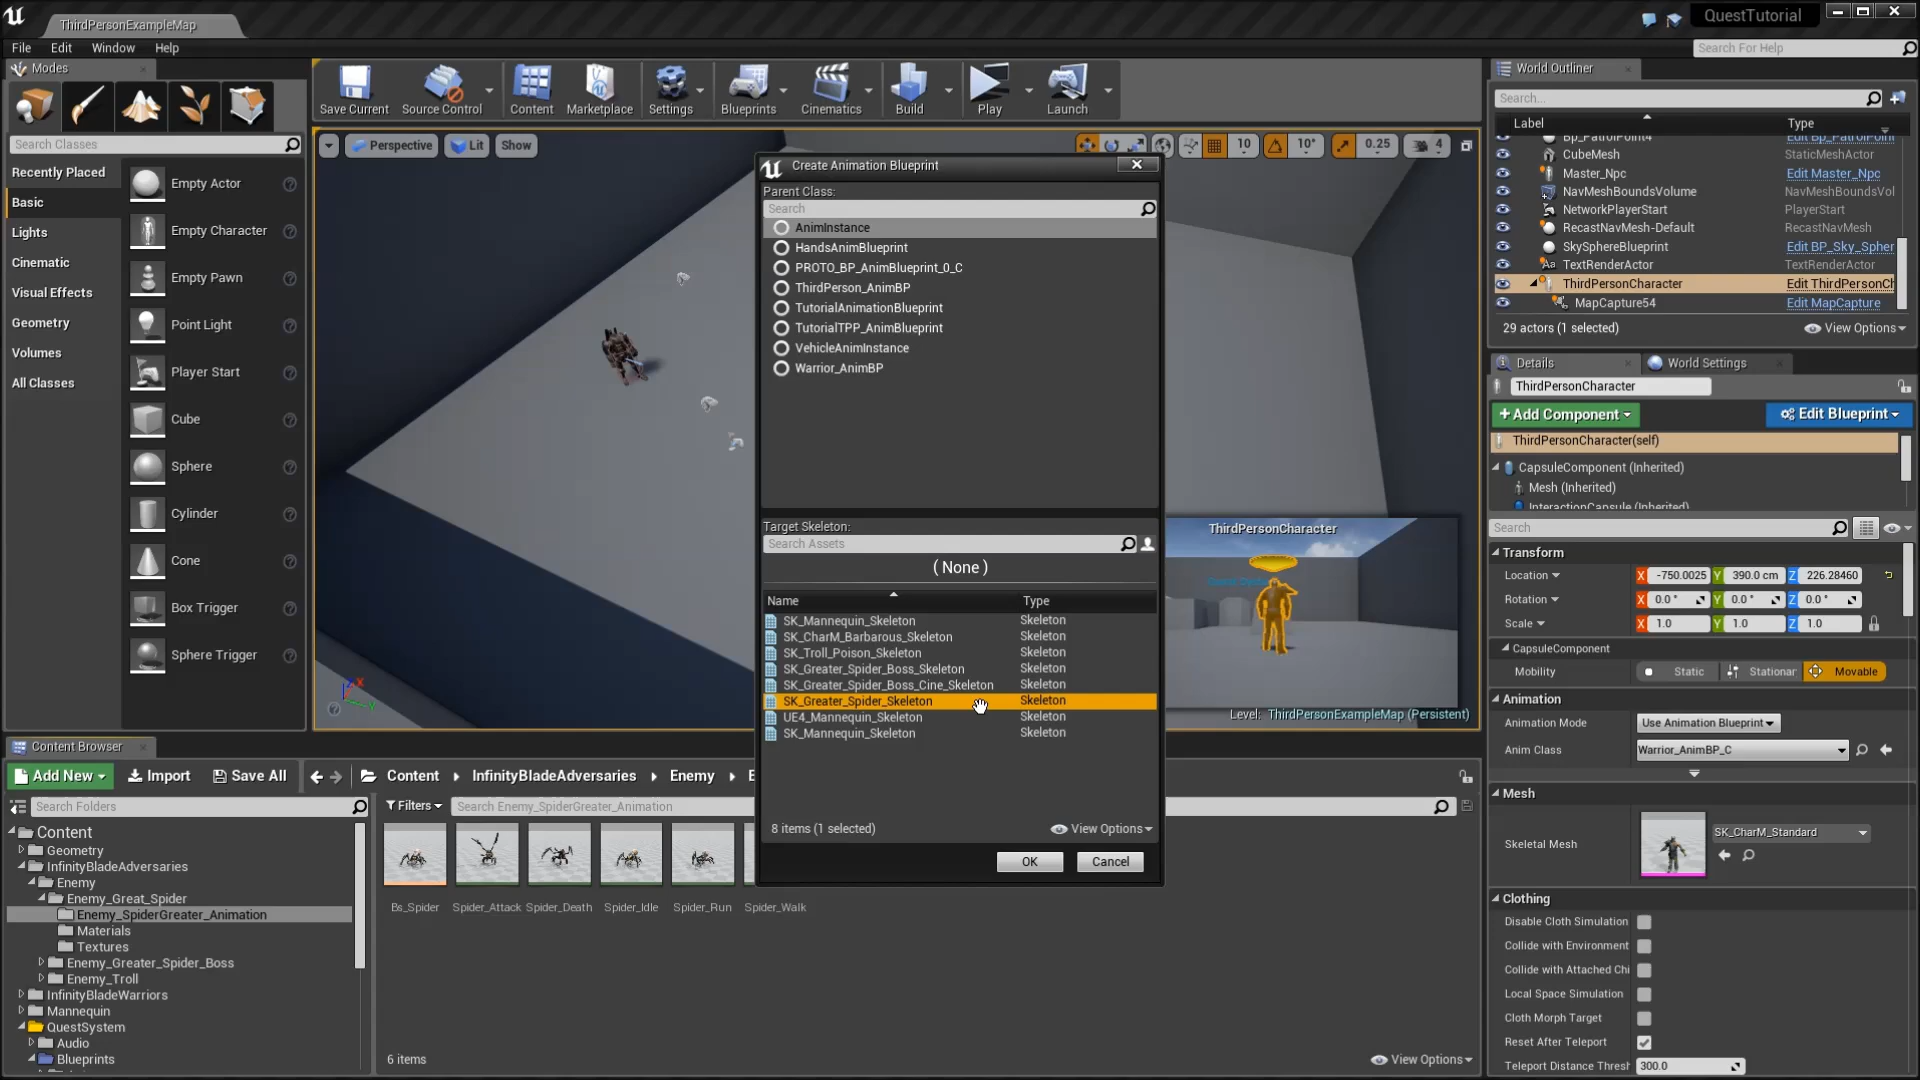 ThirdPersonExampleMap
QuestTutorial
File Edit Window Help
Search For Help
Modes
Search Classes
Recently Placed
Basic
Lights
Cinematic
Visual Effects
Geometry
Volumes
All Classes
Empty Actor
Empty Character
Empty Pawn
Point Light
Player Start
Cube
Sphere
Cylinder
Cone
Box Trigger
Sphere Trigger
Save Current
Source Control
Content
Marketplace
Settings
Blueprints
Cinematics
Build
Play
Launch
Perspective
Lit
Show
10
10°
0.25
4
Create Animation Blueprint
Parent Class:
Search
AnimInstance
HandsAnimBlueprint
PROTO_BP_AnimBlueprint_0_C
ThirdPerson_AnimBP
TutorialAnimationBlueprint
TutorialTPP_AnimBlueprint
VehicleAnimInstance
Warrior_AnimBP
Target Skeleton:
Search Assets
( None )
Name Type
SK_Mannequin_Skeleton Skeleton
SK_CharM_Barbarous_Skeleton Skeleton
SK_Troll_Poison_Skeleton Skeleton
SK_Greater_Spider_Boss_Skeleton Skeleton
SK_Greater_Spider_Boss_Cine_Skeleton Skeleton
SK_Greater_Spider_Skeleton Skeleton
UE4_Mannequin_Skeleton Skeleton
SK_Mannequin_Skeleton Skeleton
8 items (1 selected)
View Options
OK
Cancel
ThirdPersonCharacter
Level: ThirdPersonExampleMap (Persistent)
World Outliner
Search...
Label Type
Bp_PatrolPoint4 Edit Bp_PatrolPoint
CubeMesh StaticMeshActor
Master_Npc Edit Master_Npc
NavMeshBoundsVolume NavMeshBoundsVol
NetworkPlayerStart PlayerStart
RecastNavMesh-Default RecastNavMesh
SkySphereBlueprint Edit BP_Sky_Spher
TextRenderActor TextRenderActor
ThirdPersonCharacter Edit ThirdPersonCh
MapCapture54 Edit MapCapture
29 actors (1 selected)
View Options
Details
World Settings
ThirdPersonCharacter
+ Add Component
Edit Blueprint
ThirdPersonCharacter(self)
CapsuleComponent (Inherited)
Mesh (Inherited)
InteractionCapsule (Inherited)
Search
Transform
Location X -750.0025 Y 390.0 cm Z 226.28460
Rotation X 0.0 ° Y 0.0 ° Z 0.0 °
Scale X 1.0 Y 1.0 Z 1.0
CapsuleComponent
Mobility Static Stationar Movable
Animation
Animation Mode Use Animation Blueprint
Anim Class Warrior_AnimBP_C
Mesh
Skeletal Mesh SK_CharM_Standard
Clothing
Disable Cloth Simulation
Collide with Environment
Collide with Attached Chi
Local Space Simulation
Cloth Morph Target
Reset After Teleport
Teleport Distance Thresh 300.0
Content Browser
Add New
Import
Save All
Content
InfinityBladeAdversaries
Enemy
E
Search Folders
Filters
Search Enemy_SpiderGreater_Animation
Content
Geometry
InfinityBladeAdversaries
Enemy
Enemy_Great_Spider
Enemy_SpiderGreater_Animation
Materials
Textures
Enemy_Greater_Spider_Boss
Enemy_Troll
InfinityBladeWarriors
Mannequin
QuestSystem
Audio
Blueprints
Bs_Spider
Spider_Attack
Spider_Death
Spider_Idle
Spider_Run
Spider_Walk
6 items
View Options